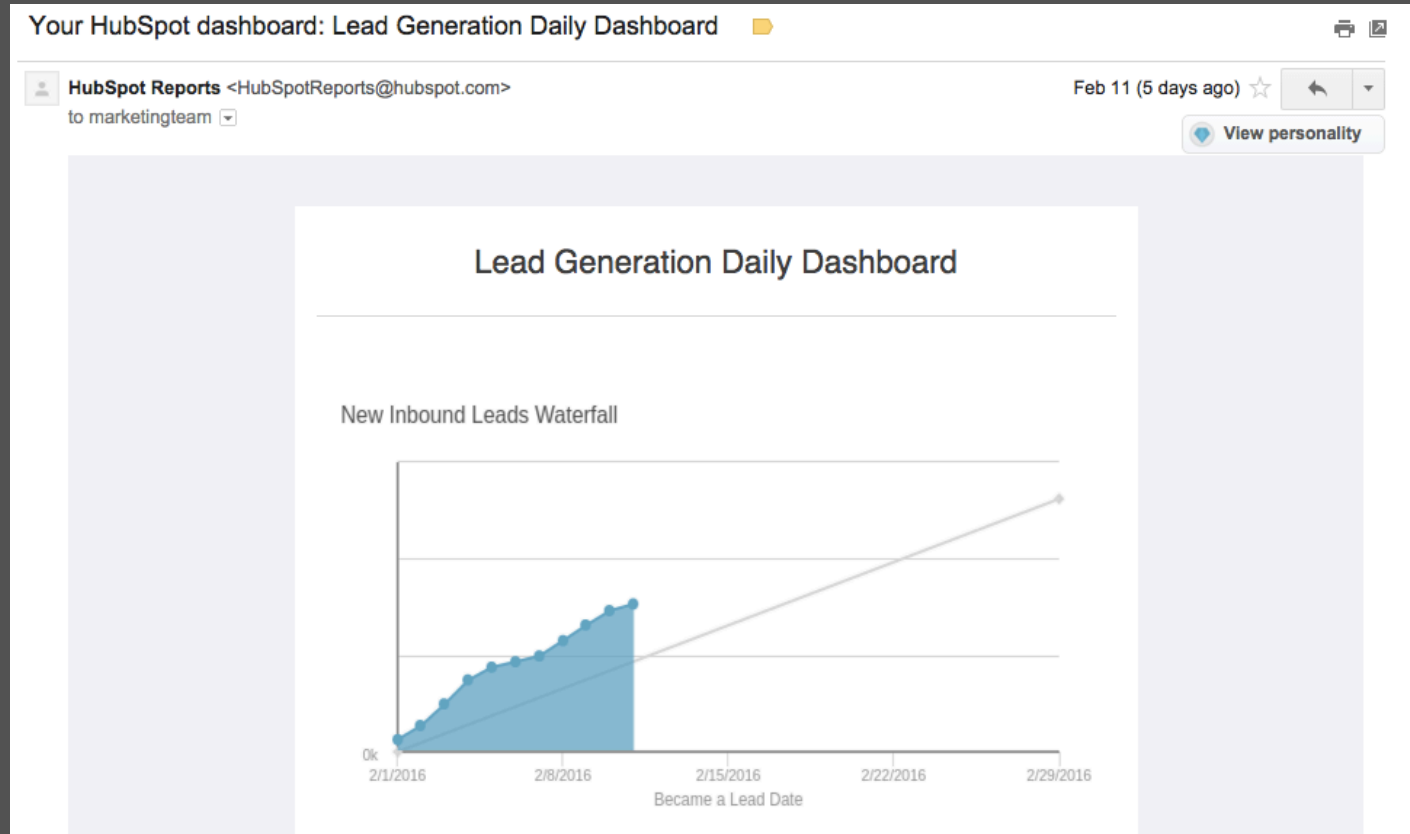 Your HubSpot dashboard: Lead Generation Daily Dashboard
HubSpot Reports <HubSpotReports@hubspot.com>
Feb 11 (5 days ago)
to marketingteam
View personality
Lead Generation Daily Dashboard
New Inbound Leads Waterfall
0k
2/1/2016 2/8/2016 2/15/2016 2/22/2016 2/29/2016
Became a Lead Date